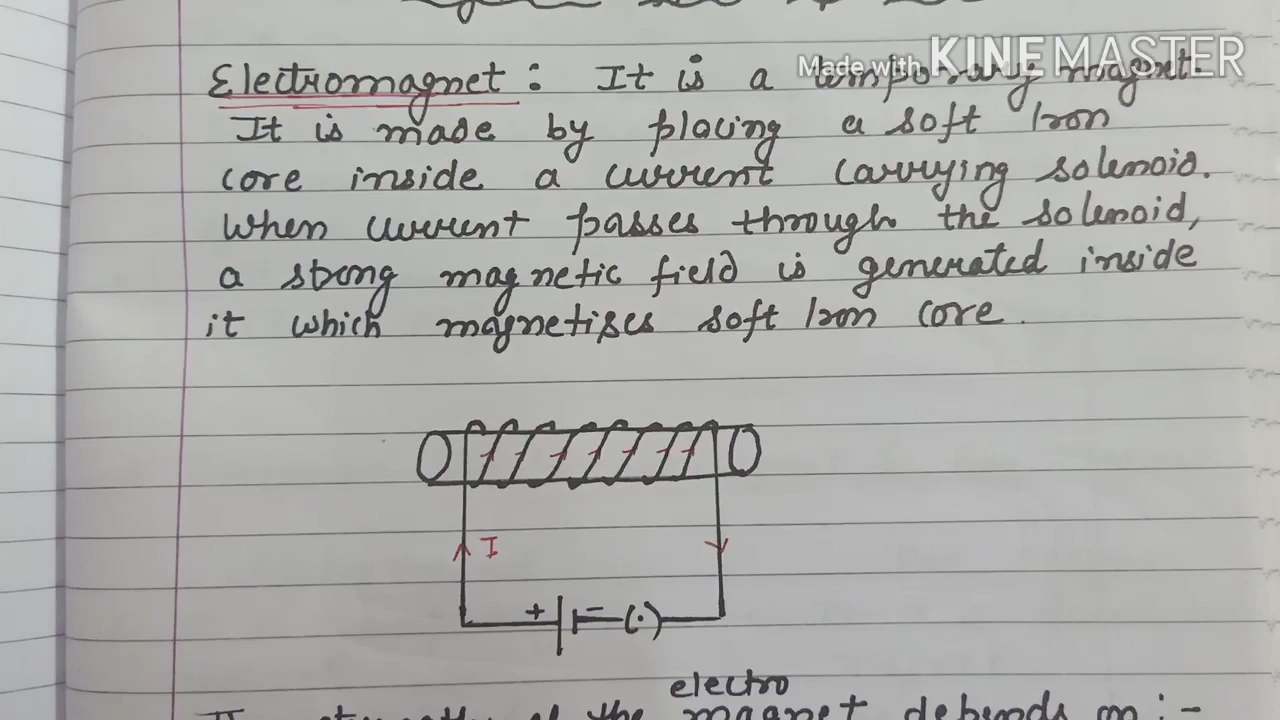 Made with KINEMASTER
Electromagnet : It is a temporary magnet.
It is made by placing a soft Iron
core inside a current carrying solenoid.
When current passes through the solenoid,
a strong magnetic field is generated inside
it which magnetises soft Iron core.
I
+ - (.)
electro
of the magnet depends on :-